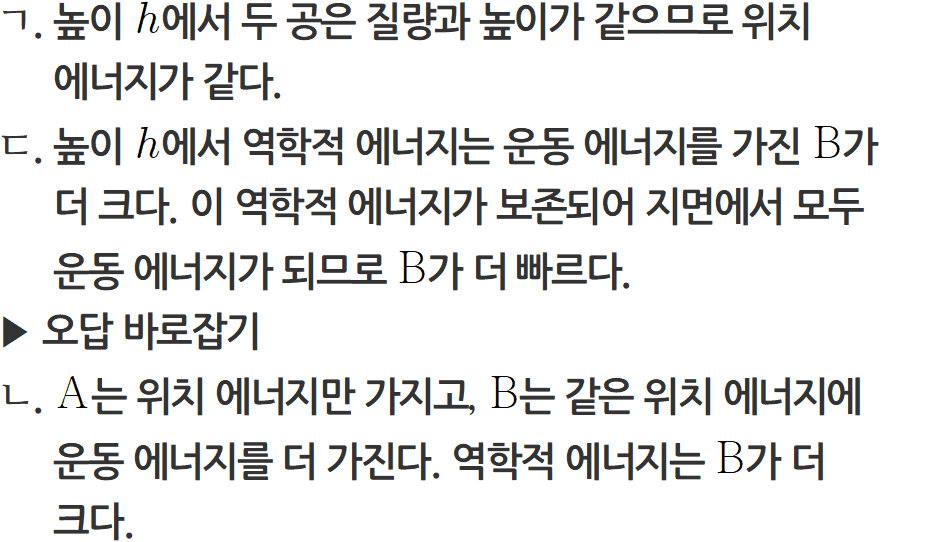 ㄱ. 높이 h에서 두 공은 질량과 높이가 같으므로 위치
에너지가 같다.
ㄷ. 높이 h에서 역학적 에너지는 운동 에너지를 가진 B가
더 크다. 이 역학적 에너지가 보존되어 지면에서 모두
운동 에너지가 되므로 B가 더 빠르다.
▶ 오답 바로잡기
ㄴ. A는 위치 에너지만 가지고, B는 같은 위치 에너지에
운동 에너지를 더 가진다. 역학적 에너지는 B가 더
크다.